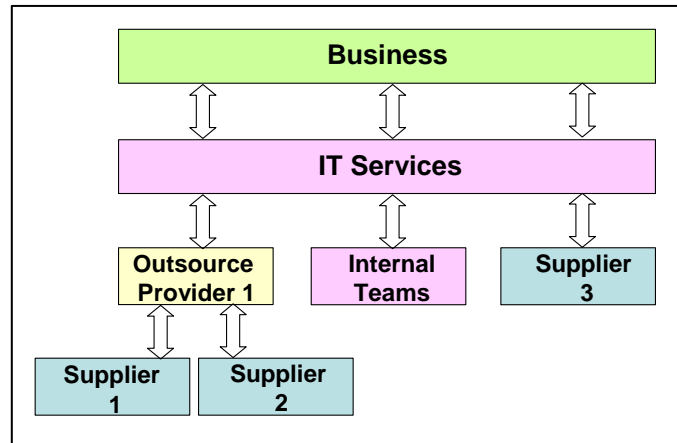 Business
IT Services
Outsource
Provider 1
Internal
Teams
Supplier
3
Supplier
1
Supplier
2